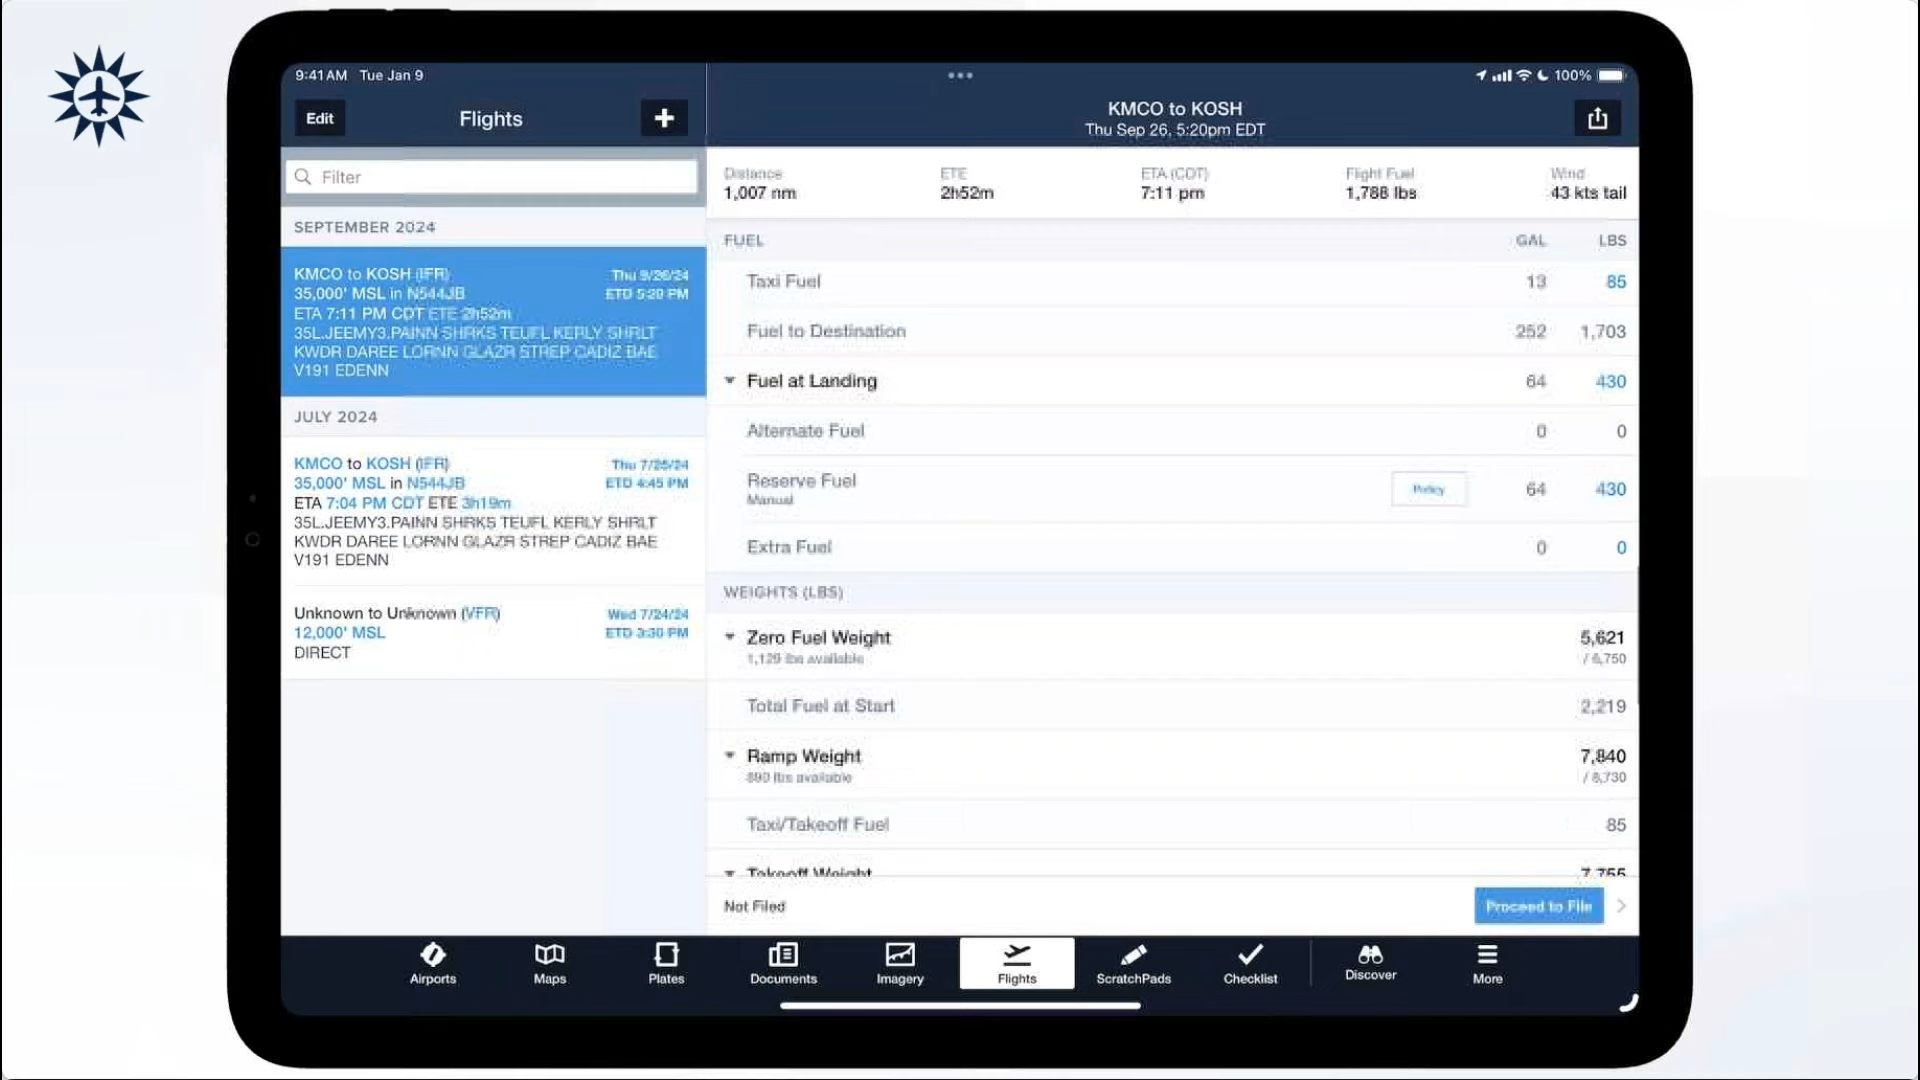 9:41 AM Tue Jan 9
100%
Edit
Flights
KMCO to KOSH
Thu Sep 26, 5:20pm EDT
Filter
SEPTEMBER 2024
KMCO to KOSH (IFR)
Thu 9/26/24
35,000' MSL in N544JB
ETD 5:20 PM
ETA 7:11 PM CDT ETE 2h52m
35L.JEEMY3.PAINN SHRKS TEUFL KERLY SHRLT
KWDR DAREE LORNN GLAZR STREP CADIZ BAE
V191 EDENN
JULY 2024
KMCO to KOSH (IFR)
Thu 7/25/24
35,000' MSL in N544JB
ETD 4:45 PM
ETA 7:04 PM CDT ETE 3h19m
35L.JEEMY3.PAINN SHRKS TEUFL KERLY SHRLT
KWDR DAREE LORNN GLAZR STREP CADIZ BAE
V191 EDENN
Unknown to Unknown (VFR)
Wed 7/24/24
12,000' MSL
ETD 3:30 PM
DIRECT
Distance
1,007 nm
ETE
2h52m
ETA (CDT)
7:11 pm
Flight Fuel
1,788 lbs
Wind
43 kts tail
FUEL GAL LBS
Taxi Fuel 13 85
Fuel to Destination 252 1,703
Fuel at Landing 64 430
Alternate Fuel 0 0
Reserve Fuel Policy 64 430
Manual
Extra Fuel 0 0
WEIGHTS (LBS)
Zero Fuel Weight 5,621
1,129 lbs available / 6,750
Total Fuel at Start 2,219
Ramp Weight 7,840
890 lbs available / 8,730
Taxi/Takeoff Fuel 85
Takeoff Weight 7,755
Not Filed
Proceed to File
Airports
Maps
Plates
Documents
Imagery
Flights
ScratchPads
Checklist
Discover
More